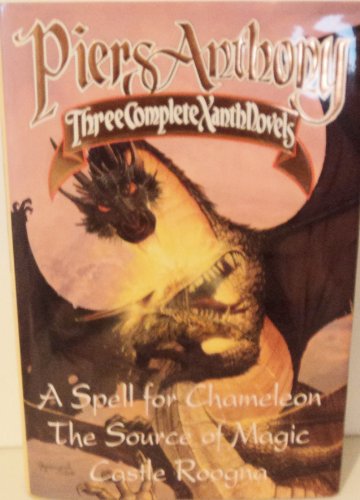 Piers Anthony
Three Complete Xanth Novels
A Spell for Chameleon
The Source of Magic
Castle Roogna